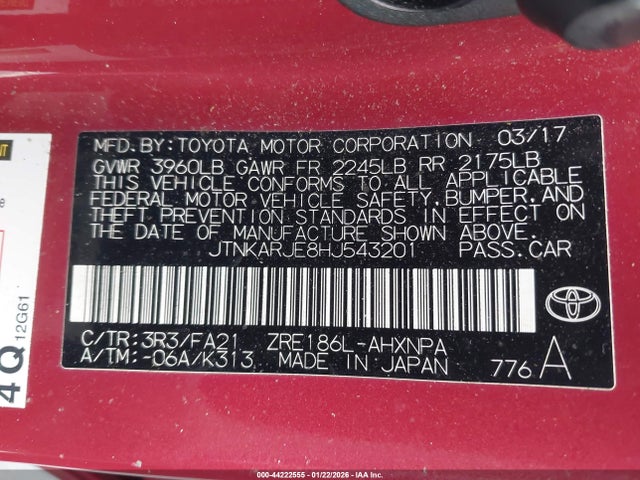 MFD. BY: TOYOTA MOTOR CORPORATION 03/17
GVWR 3960LB GAWR FR 2245LB RR 2175LB
THIS VEHICLE CONFORMS TO ALL APPLICABLE
FEDERAL MOTOR VEHICLE SAFETY, BUMPER, AND
THEFT PREVENTION STANDARDS IN EFFECT ON
THE DATE OF MANUFACTURE SHOWN ABOVE.
JTNKARJE8HJ543201 PASS. CAR
C/TR: 3R3/FA21 ZRE186L-AHXNPA
A/TM: -06A/K313 MADE IN JAPAN
776 A
4Q
12G61
000-44222555 - 01/22/2026 - IAA Inc.